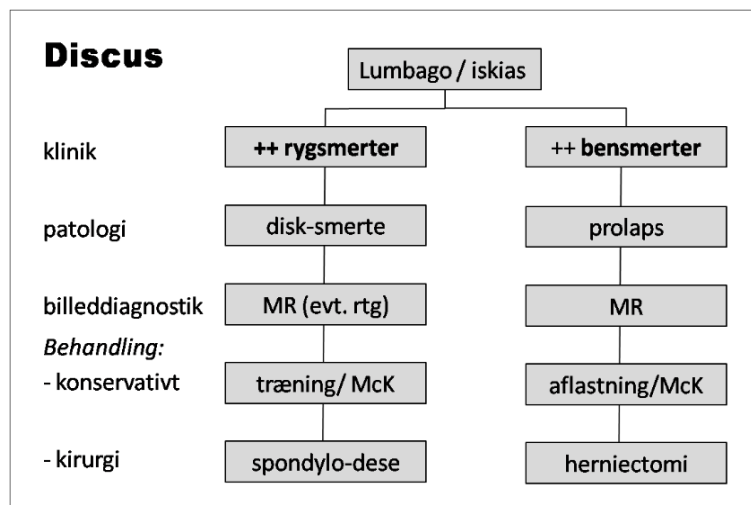 Discus
Lumbago / iskias
klinik
++ rygsmerter
++ bensmerter
patologi
disk-smerte
prolaps
billeddiagnostik
MR (evt. rtg)
MR
Behandling:
- konservativt
træning/ McK
aflastning/McK
- kirurgi
spondylo-dese
herniectomi